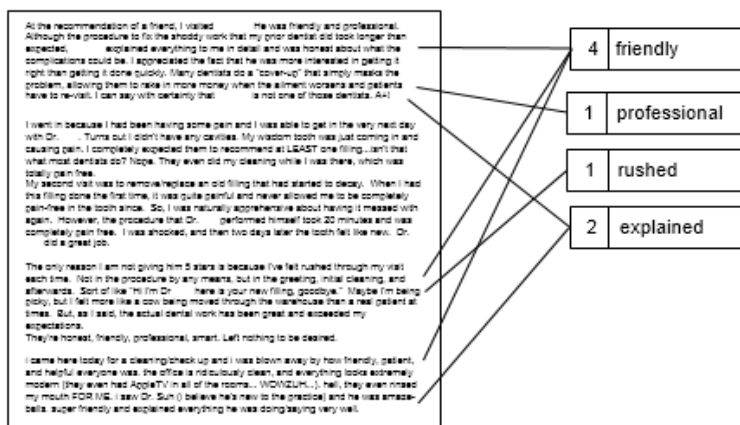 At the recommendation of a friend, I visited He was friendly and professional.
Although the procedure to fix the shoddy work that my prior dentist did took longer than
expected, explained everything to me in detail and was honest about what the
complications could be. I appreciated the fact that he was more interested in getting it
right than getting it done quickly. Many dentists do a "cover-up" that simply masks the
problem, allowing them to rake in more money when the ailment worsens and patients
have to re-visit. I can say with certainty that is not one of those dentists. A+!
I went in because I had been having some pain and I was able to get in the very next day
with Dr. . Turns out I didn't have any cavities. My wisdom tooth was just coming in and
causing pain. I completely expected them to recommend at LEAST one filling...isn't that
what most dentists do? Nope. They even did my cleaning while I was there, which was
totally pain free.
My second visit was to remove/replace an old filling that had started to decay. When I had
this filling done the first time, it was quite painful and never allowed me to be completely
pain-free in the tooth since. So, I was naturally apprehensive about having it messed with
again. However, the procedure that Dr. performed himself took 20 minutes and was
completely pain free. I was shocked, and then two days later the tooth felt like new. Dr.
did a great job.
The only reason I am not giving him 5 stars is because I've felt rushed through my visit
each time. Not in the procedure by any means, but in the greeting, initial cleaning, and
afterwards. Sort of like "Hi I'm Dr here is your new filling, goodbye." Maybe I'm being
picky, but I felt more like a cow being moved through the warehouse than a real patient at
times. But, as I said, the actual dental work has been great and exceeded my
expectations.
They're honest, friendly, professional, smart. Left nothing to be desired.
i came here today for a cleaning/check up and i was blown away by how friendly, patient,
and helpful everyone was. the office is ridiculously clean, and everything looks extremely
modern (they even had AppleTV in all of the rooms... WOWZUH...). hell, they even rinsed
my mouth FOR ME. i saw Dr. Suh (i believe he's new to the practice) and he was amaze-
balls. super friendly and explained everything he was doing/saying very well.
4 friendly
1 professional
1 rushed
2 explained